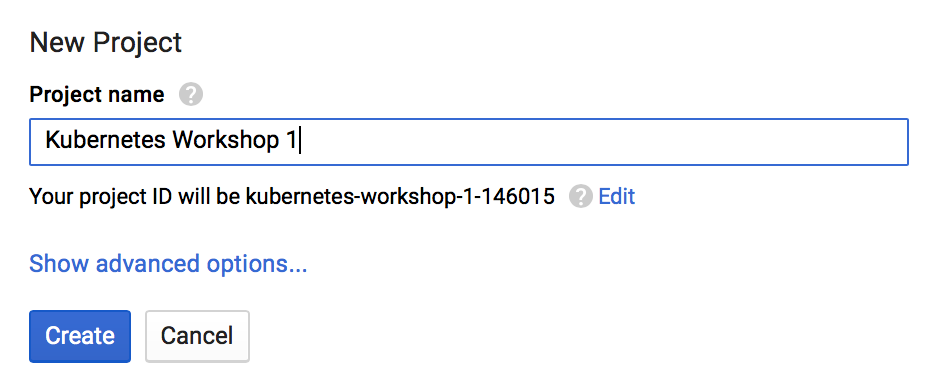 New Project
Project name ?
Kubernetes Workshop 1
Your project ID will be kubernetes-workshop-1-146015 ? Edit
Show advanced options...
Create Cancel